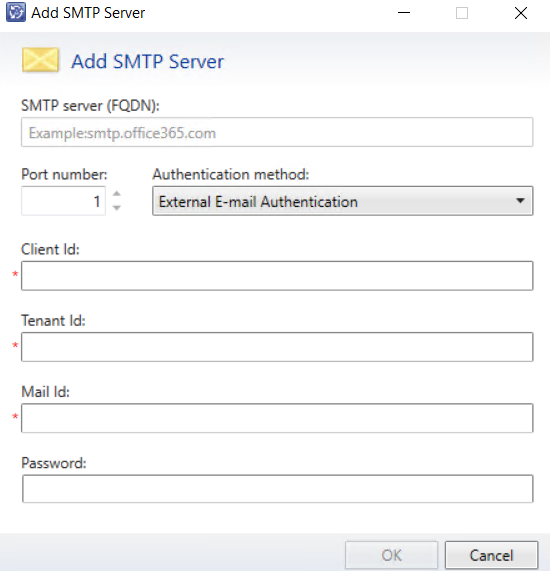 Add SMTP Server
Add SMTP Server
SMTP server (FQDN):
Example:smtp.office365.com
Port number: Authentication method:
1 External E-mail Authentication
Client Id:
*
Tenant Id:
*
Mail Id:
*
Password:
OK Cancel